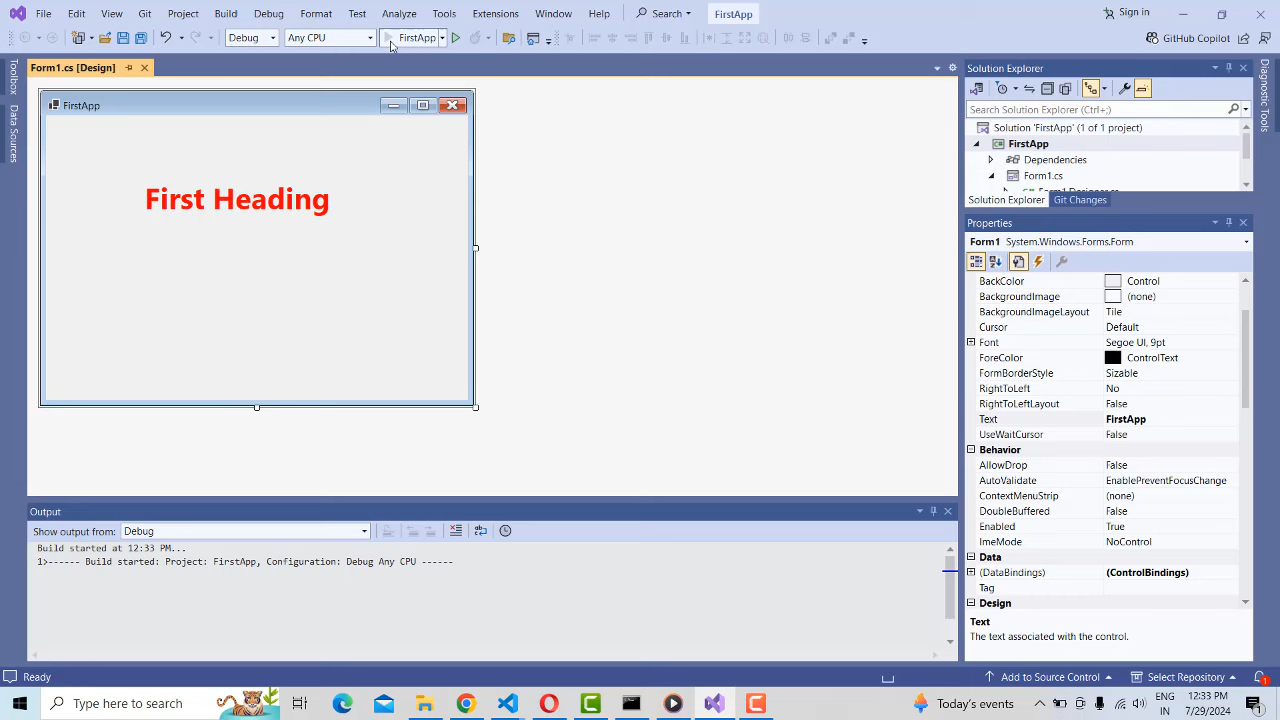 File Edit View Git Project Build Debug Format Test Analyze Tools Extensions Window Help Search FirstApp Sign in
Debug Any CPU FirstApp GitHub Copilot
Form1.cs [Design]
Toolbox
Data Sources
FirstApp
First Heading
Solution Explorer
Search Solution Explorer (Ctrl+;)
Solution 'FirstApp' (1 of 1 project)
FirstApp
Dependencies
Form1.cs
Form1.Designer.cs
Solution Explorer Git Changes
Diagnostic Tools
Properties
Form1 System.Windows.Forms.Form
BackColor Control
BackgroundImage (none)
BackgroundImageLayout Tile
Cursor Default
Font Segoe UI, 9pt
ForeColor ControlText
FormBorderStyle Sizable
RightToLeft No
RightToLeftLayout False
Text FirstApp
UseWaitCursor False
Behavior
AllowDrop False
AutoValidate EnablePreventFocusChange
ContextMenuStrip (none)
DoubleBuffered False
Enabled True
ImeMode NoControl
Data
(DataBindings) (ControlBindings)
Tag
Design
Text
The text associated with the control.
Output
Show output from: Debug
Build started at 12:33 PM...
1>------ Build started: Project: FirstApp, Configuration: Debug Any CPU ------
Ready Add to Source Control Select Repository 1
Type here to search Today's events ENG IN 12:33 PM 7/29/2024 1